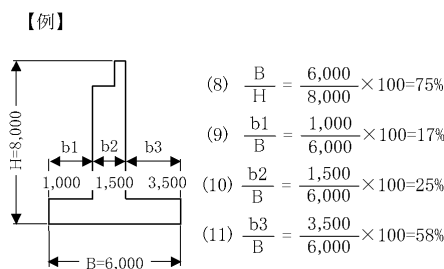 【例】
H=8,000
b1 b2 b3
1,000 1,500 3,500
B=6,000
(8) B/H = 6,000/8,000 ×100=75%
(9) b1/B = 1,000/6,000 ×100=17%
(10) b2/B = 1,500/6,000 ×100=25%
(11) b3/B = 3,500/6,000 ×100=58%